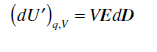 (dU′)q,V = VEdD